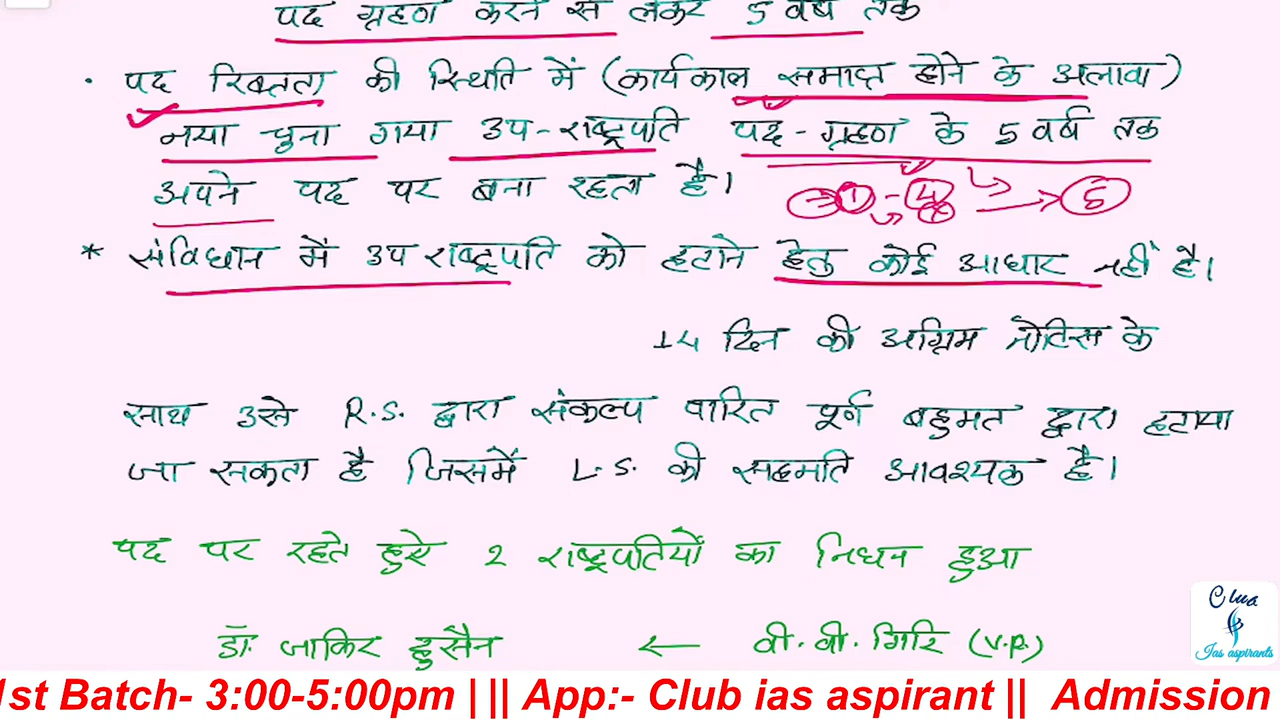 पद ग्रहण करने से लेकर 5 वर्ष तक
· पद रिक्तता की स्थिति में (कार्यकाल समाप्त होने के अलावा)
नया चुना गया उप-राष्ट्रपति पद-ग्रहण के 5 वर्ष तक
अपने पद पर बना रहता है।
* संविधान में उप राष्ट्रपति को हटाने हेतु कोई आधार नहीं है।
14 दिन की अग्रिम नोटिस के
साथ उसे R.S. द्वारा संकल्प पारित पूर्ण बहुमत द्वारा हटाया
जा सकता है जिसमें L.S. की सहमति आवश्यक है।
पद पर रहते हुए 2 राष्ट्रपतियों का निधन हुआ
डॉ. जाकिर हुसैन ← वी.वी. गिरि (V.P.)
Club
Ias aspirants
1st Batch- 3:00-5:00pm | || App:- Club ias aspirant || Admission